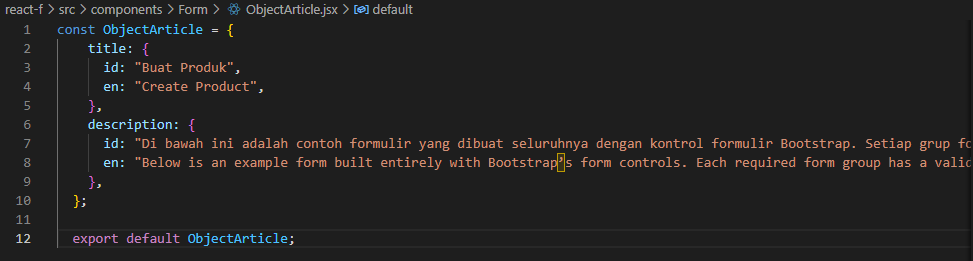 react-f > src > components > Form > ObjectArticle.jsx > default
1 const ObjectArticle = {
2 title: {
3 id: "Buat Produk",
4 en: "Create Product",
5 },
6 description: {
7 id: "Di bawah ini adalah contoh formulir yang dibuat seluruhnya dengan kontrol formulir Bootstrap. Setiap grup fo
8 en: "Below is an example form built entirely with Bootstrap’s form controls. Each required form group has a valid
9 },
10 };
11
12 export default ObjectArticle;